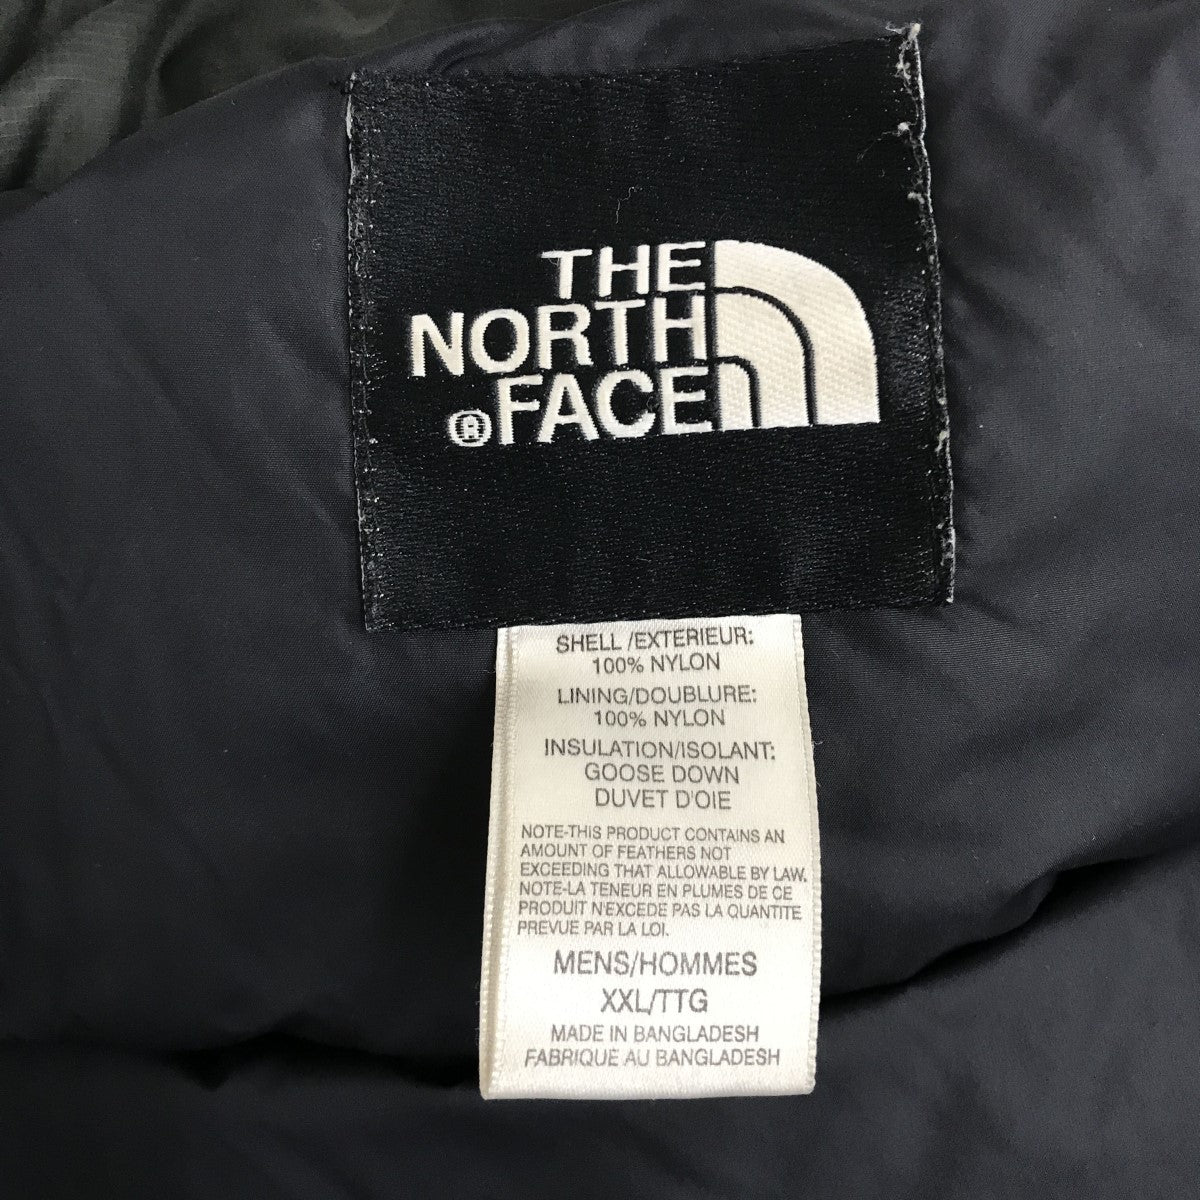 THE
NORTH
® FACE
SHELL /EXTERIEUR:
100% NYLON
LINING/DOUBLURE:
100% NYLON
INSULATION/ISOLANT:
GOOSE DOWN
DUVET D'OIE
NOTE-THIS PRODUCT CONTAINS AN
AMOUNT OF FEATHERS NOT
EXCEEDING THAT ALLOWABLE BY LAW.
NOTE-LA TENEUR EN PLUMES DE CE
PRODUIT N'EXCEDE PAS LA QUANTITE
PREVUE PAR LA LOI.
MENS/HOMMES
XXL/TTG
MADE IN BANGLADESH
FABRIQUE AU BANGLADESH